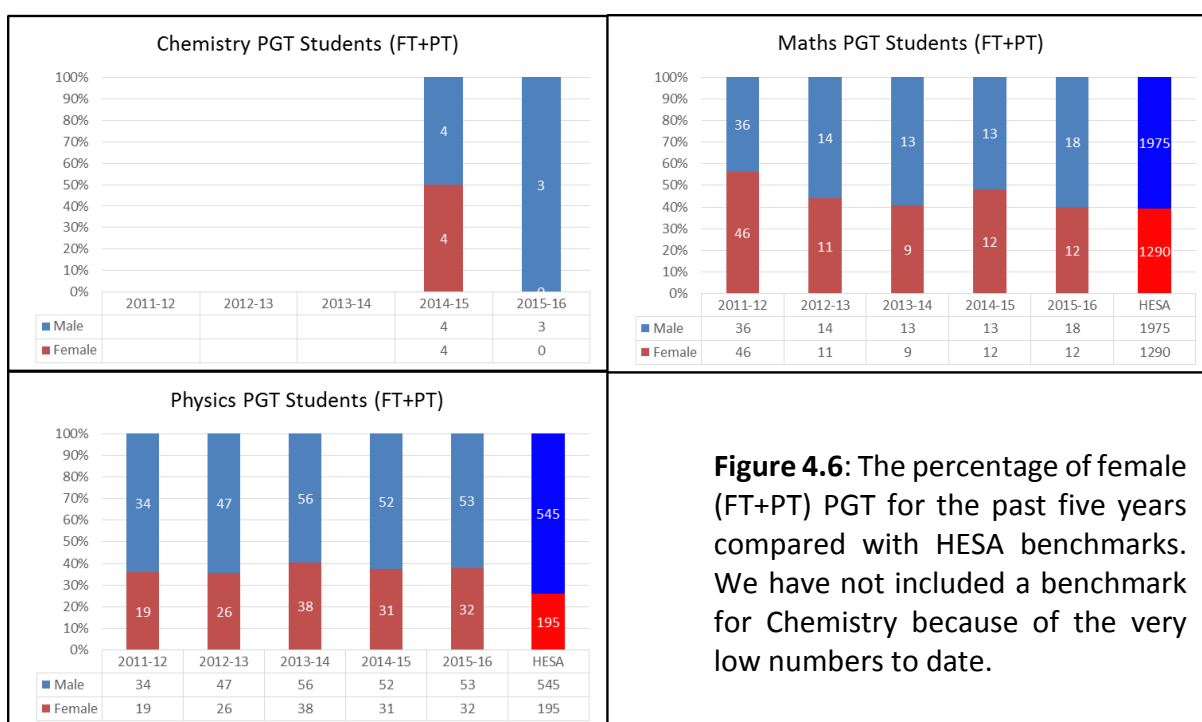 Chemistry PGT Students (FT+PT)
100%
90%
80%
70%
60%
50%
40%
30%
20%
10%
0%
4
3
4
0
2011-12 2012-13 2013-14 2014-15 2015-16
Male 4 3
Female 4 0
Maths PGT Students (FT+PT)
100%
90%
80%
70%
60%
50%
40%
30%
20%
10%
0%
36 14 13 13 18 1975
46 11 9 12 12 1290
2011-12 2012-13 2013-14 2014-15 2015-16 HESA
Male 36 14 13 13 18 1975
Female 46 11 9 12 12 1290
Physics PGT Students (FT+PT)
100%
90%
80%
70%
60%
50%
40%
30%
20%
10%
0%
34 47 56 52 53 545
19 26 38 31 32 195
2011-12 2012-13 2013-14 2014-15 2015-16 HESA
Male 34 47 56 52 53 545
Female 19 26 38 31 32 195
Figure 4.6: The percentage of female
(FT+PT) PGT for the past five years
compared with HESA benchmarks.
We have not included a benchmark
for Chemistry because of the very
low numbers to date.